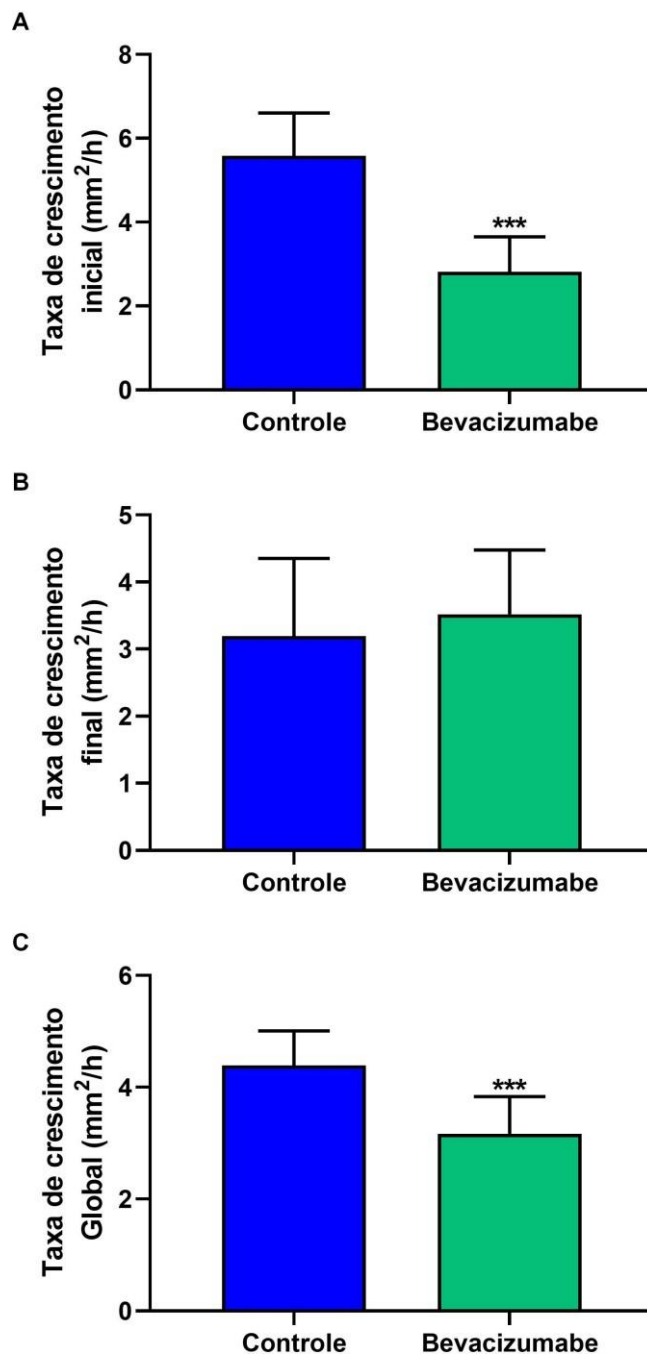 A
Taxa de crescimento
inicial (mm²/h)
8
6
4
2
0
***
Controle
Bevacizumabe
B
Taxa de crescimento
final (mm²/h)
5
4
3
2
1
0
Controle
Bevacizumabe
C
Taxa de crescimento
Global (mm²/h)
6
4
2
0
***
Controle
Bevacizumabe